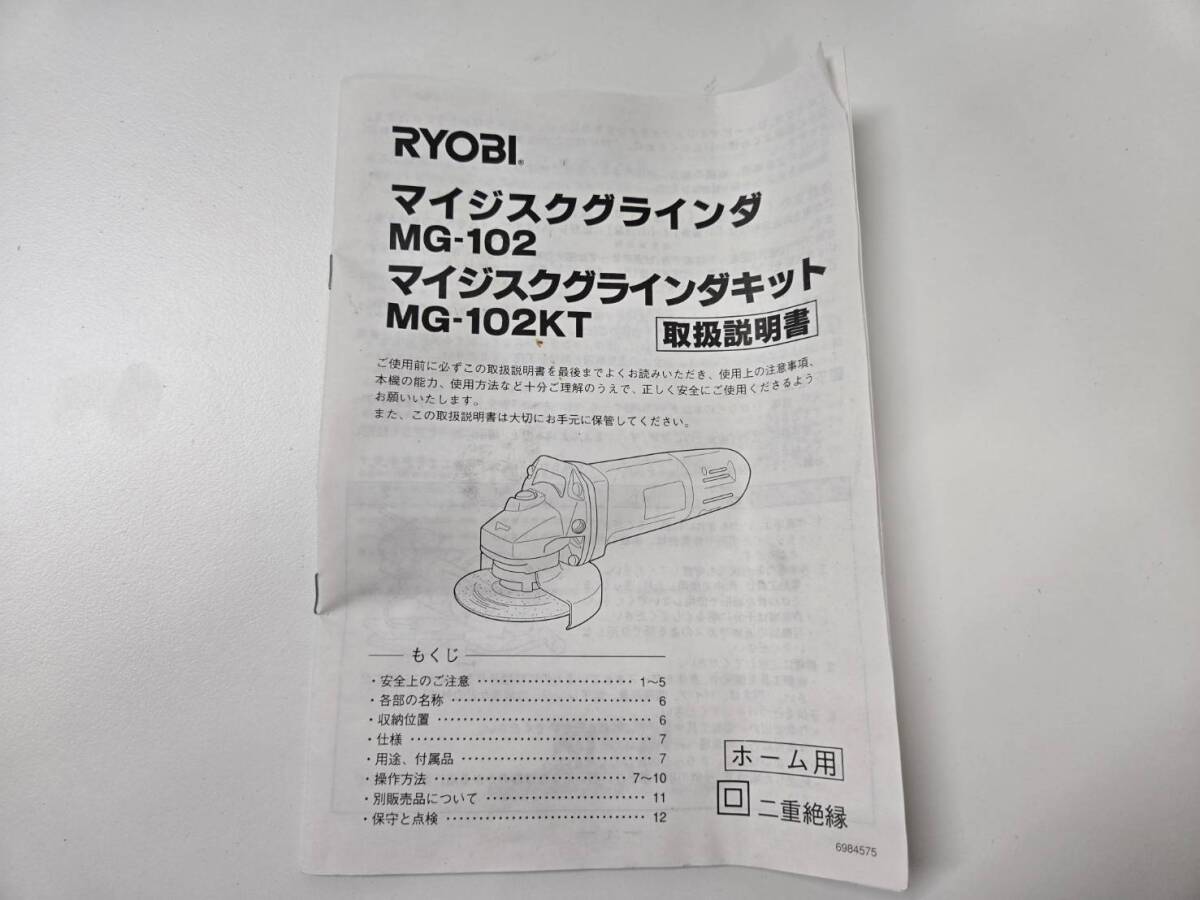 RYOBI®
マイジスクグラインダ
MG-102
マイジスクグラインダキット
MG-102KT 取扱説明書
ご使用前に必ずこの取扱説明書を最後までよくお読みいただき、使用上の注意事項、
本機の能力、使用方法など十分ご理解のうえで、正しく安全にご使用くださるよう
お願いいたします。
また、この取扱説明書は大切にお手元に保管してください。
もくじ
・安全上のご注意 ……………………… 1〜5
・各部の名称 ……………………………… 6
・収納位置 ………………………………… 6
・仕様 ……………………………………… 7
・用途、付属品 …………………………… 7
・操作方法 …………………………… 7〜10
・別販売品について ……………………… 11
・保守と点検 ……………………………… 12
ホーム用
回 二重絶縁
6984575